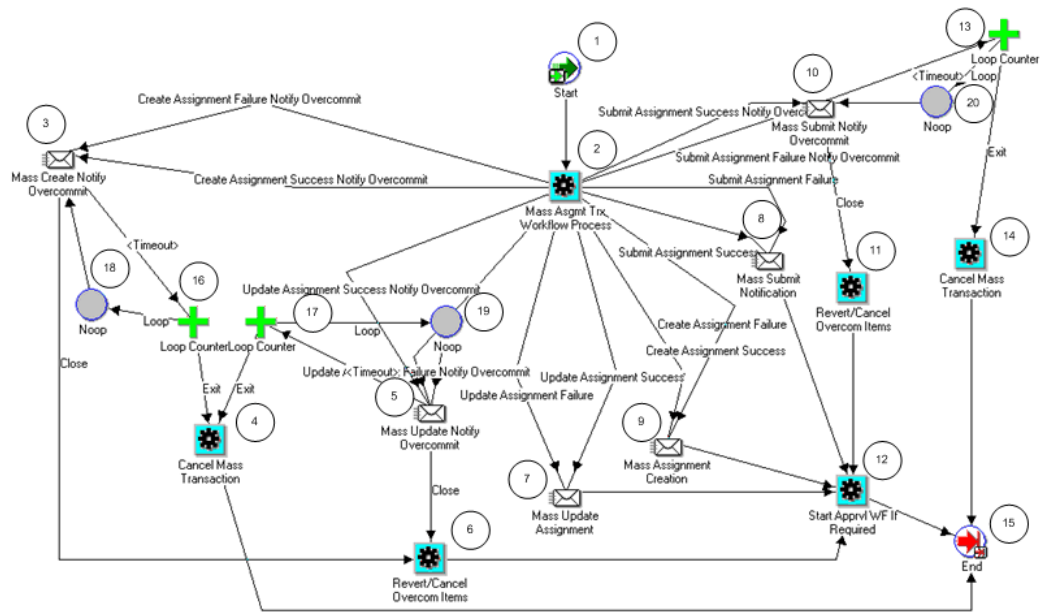 13
1
Loop Counter
10
<Timeout>
Loop
Start
Create Assignment Failure Notify Overcommit
Submit Assignment Success Notify Overc
20
3
Mass Submit Notify
Overcommit
Noop
2
Exit
Mass Create Notify
Overcommit
Create Assignment Success Notify Overcommit
Submit Assignment Failure Notify Overcommit
Submit Assignment Failure
Close
Mass Asgmt Trx
Workflow Process
8
11
14
<Timeout>
Submit Assignment Success
18
16
Mass Submit
Notification
Cancel Mass
Transaction
Update Assignment Success Notify Overcommit
17
19
Revert/Cancel
Overcom Items
Noop
Loop
Loop
Create Assignment Failure
Loop Counter
Loop Counter
Noop
Create Assignment Success
Close
Update
<Timeout>
Failure Notify Overcommit
Update Assignment Success
Exit
Exit
5
Update Assignment Failure
4
Mass Update Notify
Overcommit
9
Cancel Mass
Transaction
Mass Assignment
Creation
12
7
Close
Mass Update
Assignment
Start Apprvl WF If
Required
15
6
End
Revert/Cancel
Overcom Items